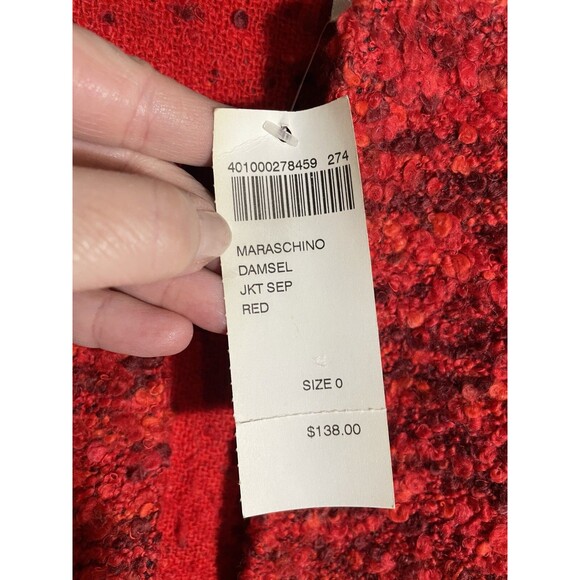 401000278459 274
MARASCHINO
DAMSEL
JKT SEP
RED
SIZE 0
$138.00